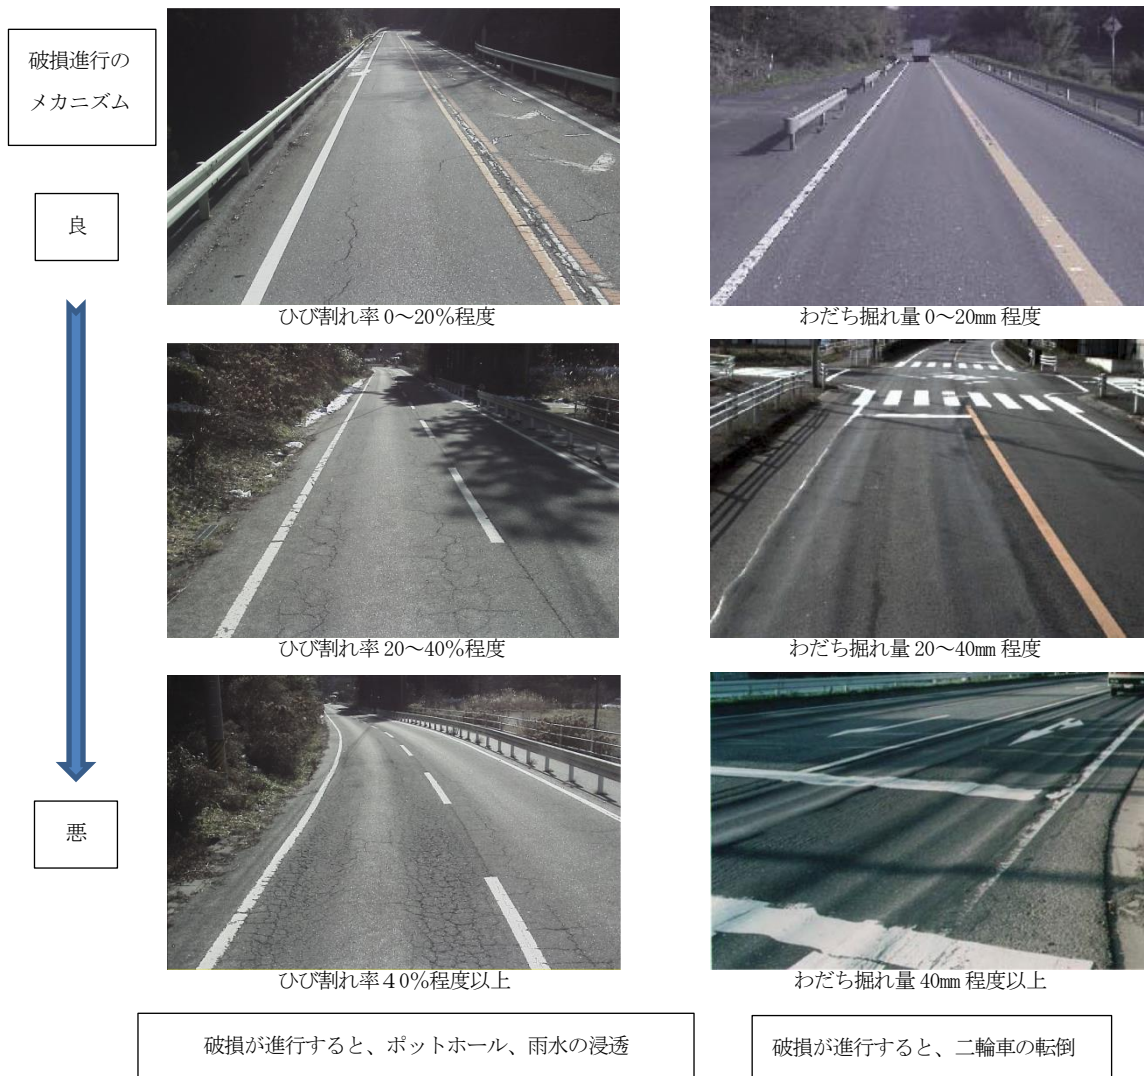 破損進行の
メカニズム
良
悪
ひび割れ率 0～20％程度
わだち掘れ量 0～20mm 程度
ひび割れ率 20～40％程度
わだち掘れ量 20～40mm 程度
ひび割れ率４０％程度以上
わだち掘れ量 40mm 程度以上
破損が進行すると、ポットホール、雨水の浸透
破損が進行すると、二輪車の転倒